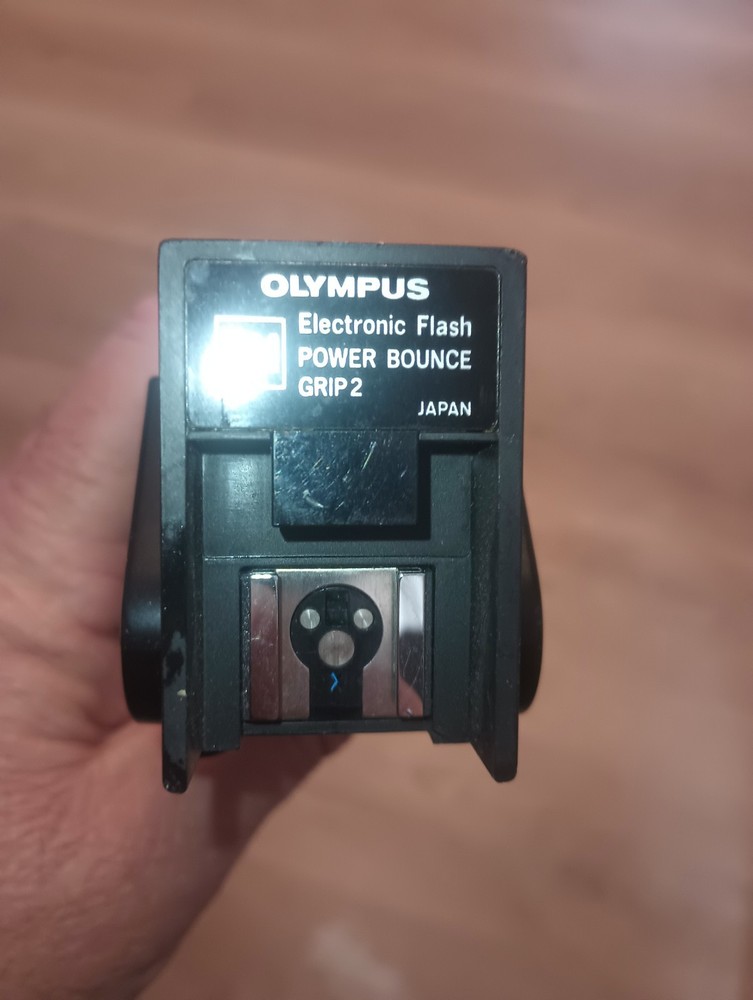 OLYMPUS
Electronic Flash
POWER BOUNCE
GRIP 2
JAPAN